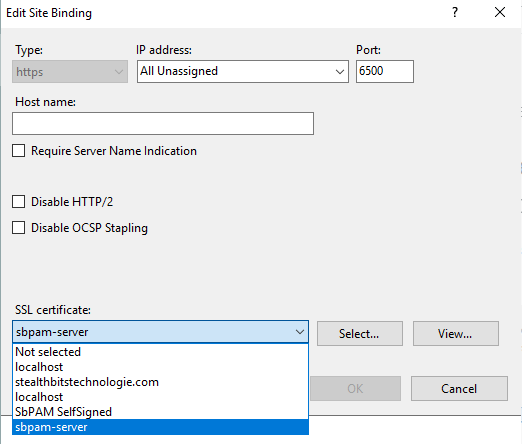 Edit Site Binding
? ×
Type:
IP address:
Port:
https
All Unassigned
6500
Host name:
Require Server Name Indication
Disable HTTP/2
Disable OCSP Stapling
SSL certificate:
sbpam-server
Select...
View...
Not selected
localhost
stealthbitstechnologie.com
localhost
SbPAM SelfSigned
sbpam-server
OK
Cancel